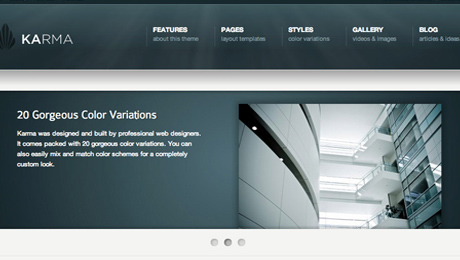 KARMA
FEATURES
about this theme
PAGES
layout templates
STYLES
color variations
GALLERY
videos & images
BLOG
articles & ideas
20 Gorgeous Color Variations
Karma was designed and built by professional web designers.
It comes packed with 20 gorgeous color variations. You can
also easily mix and match color schemes for a completely
custom look.